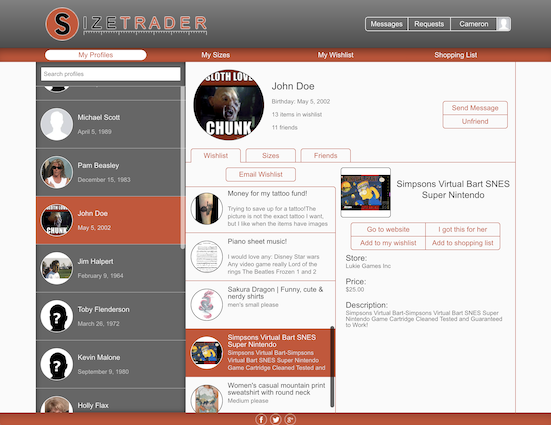 SIZETRADER
Messages
Requests
Cameron
My Profiles
My Sizes
My Wishlist
Shopping List
Search profiles
Michael Scott
April 5, 1989
Pam Beasley
December 15, 1983
John Doe
May 5, 2002
Jim Halpert
February 9, 1964
Toby Flenderson
March 26, 1972
Kevin Malone
September 9, 1980
Holly Flax
SLOTH LOVE
CHUNK
John Doe
Birthday: May 5, 2002
13 items in wishlist
11 friends
Send Message
Unfriend
Wishlist
Sizes
Friends
Email Wishlist
Money for my tattoo fund!
Trying to save up for a tattoo!The
picture is not the exact tattoo I want,
but I like when the items have images
Piano sheet music!
I would love any: Disney Star wars
Any video game really Lord of the
rings The Beatles Frozen 1 and 2
Sakura Dragon | Funny, cute &
nerdy shirts
men's small please
Simpsons Virtual Bart SNES
Super Nintendo
Simpsons Virtual Bart-Simpsons
Virtual Bart SNES Super Nintendo
Game Cartridge Cleaned Tested and
Women's casual mountain print
sweatshirt with round neck
Medium please
Simpsons Virtual Bart SNES
Super Nintendo
Go to website
I got this for her
Add to my wishlist
Add to shopping list
Store:
Lukie Games Inc
Price:
$25.00
Description:
Simpsons Virtual Bart-Simpsons Virtual Bart SNES Super
Nintendo Game Cartridge Cleaned Tested and Guaranteed
to Work!